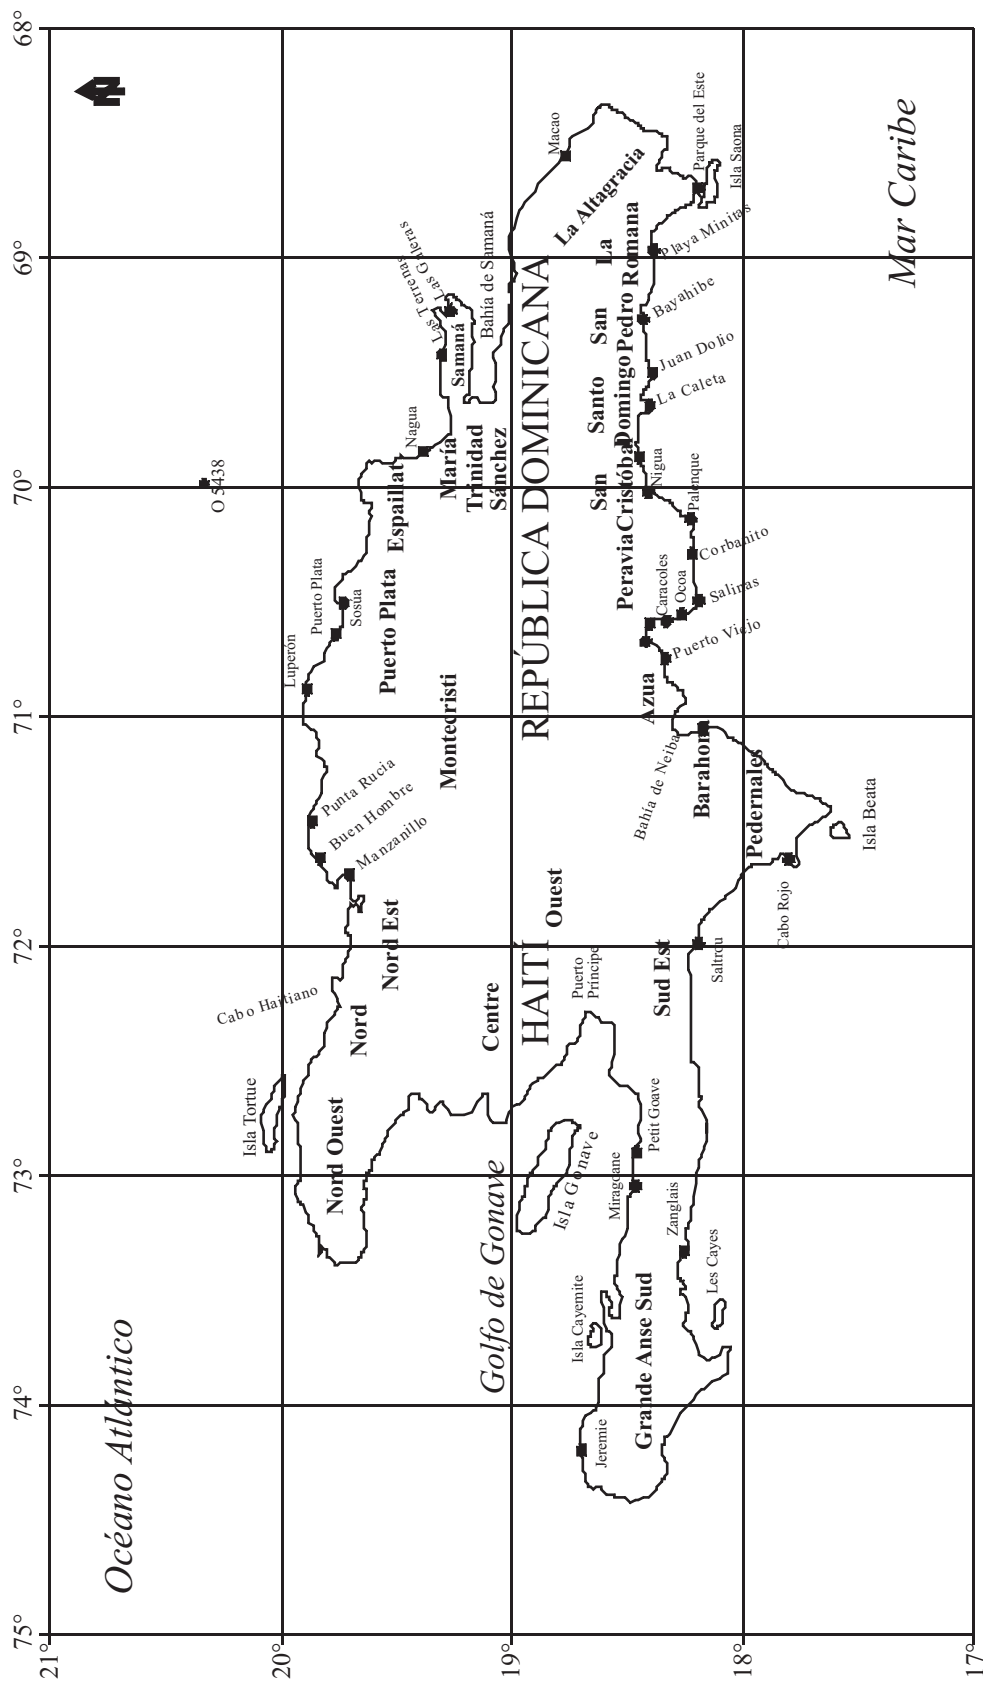 75°
74°
73°
72°
71°
70°
69°
68°
21°
20°
19°
18°
17°
N
Océano Atlántico
O 5438
Isla Tortue
Cabo Haitiano
Luperón
Puerto Plata
Sosúa
Nagua
Las Terrenas
Las Galeras
Punta Rucia
Buen Hombre
Manzanillo
Nord Ouest
Nord
Nord Est
Puerto Plata
Espaillat
María
Trinidad
Sánchez
Samaná
Bahía de Samaná
Montecristi
Golfo de Gonave
Centre
HAITÍ
Ouest
REPÚBLICA DOMINICANA
Macao
La Altagracia
Isla Gonave
Puerto
Príncipe
Isla Cayemite
Jeremie
Miragoane
Petit Goave
Grande Anse Sud
Sud Est
Zanglais
Les Cayes
Saltrou
Bahía de Neiba
Azua
Barahona
Pedernales
Cabo Rojo
Isla Beata
Peravia
San
Cristóbal
Santo
Domingo
San
Pedro
La
Romana
Puerto Viejo
Caracoles
Ocoa
Salinas
Corbanito
Palenque
Nigua
La Caleta
Juan Dolio
Bayahibe
Playa Minitas
Parque del Este
Isla Saona
Mar Caribe